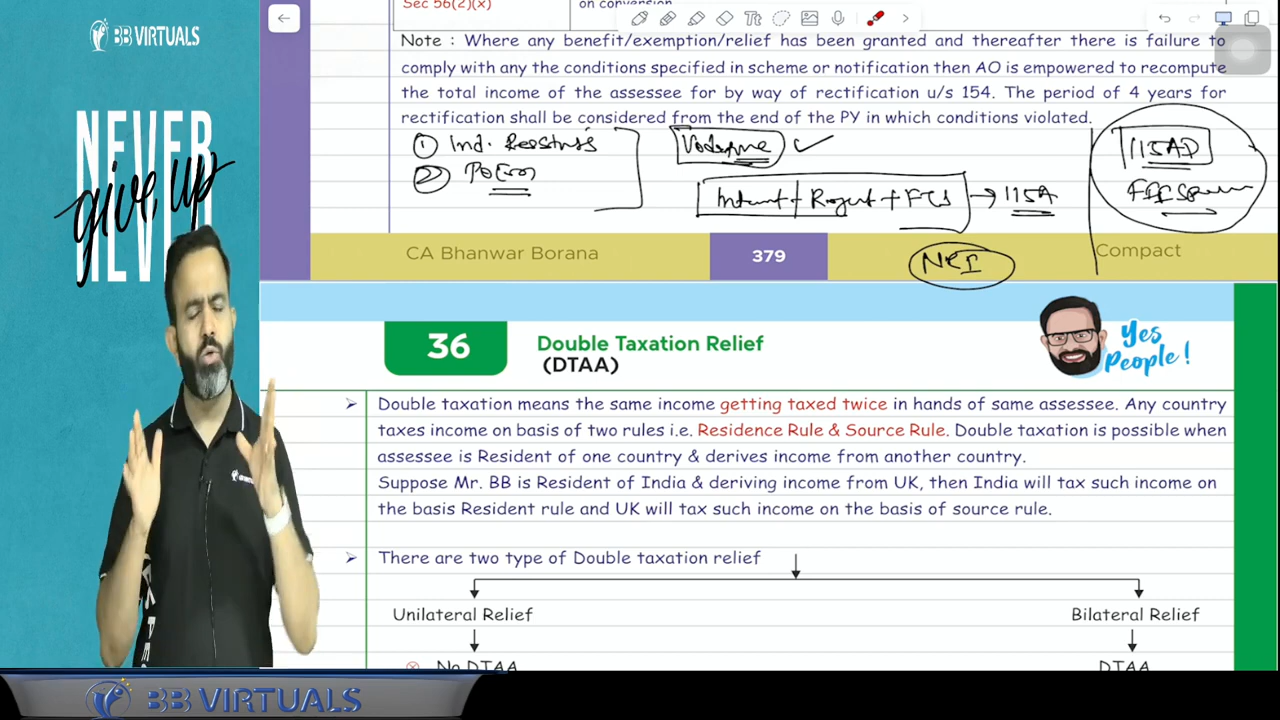 BB VIRTUALS
NEVER
give up
NEVER
Sec 56(2)(x)
on conversion.
Tt
Note : Where any benefit/exemption/relief has been granted and thereafter there is failure to
comply with any the conditions specified in scheme or notification then AO is empowered to recompute
the total income of the assessee for by way of rectification u/s 154. The period of 4 years for
rectification shall be considered from the end of the PY in which conditions violated.
① Ind.
②
Vodafone
115AD
Interest + Royalt + FTS → 115A
NRI
CA Bhanwar Borana
379
Compact
36
Double Taxation Relief
(DTAA)
Yes
People!
Double taxation means the same income getting taxed twice in hands of same assessee. Any country
taxes income on basis of two rules i.e. Residence Rule & Source Rule. Double taxation is possible when
assessee is Resident of one country & derives income from another country.
Suppose Mr. BB is Resident of India & deriving income from UK, then India will tax such income on
the basis Resident rule and UK will tax such income on the basis of source rule.
There are two type of Double taxation relief
Unilateral Relief
Bilateral Relief
No DTAA
DTAA
BB VIRTUALS